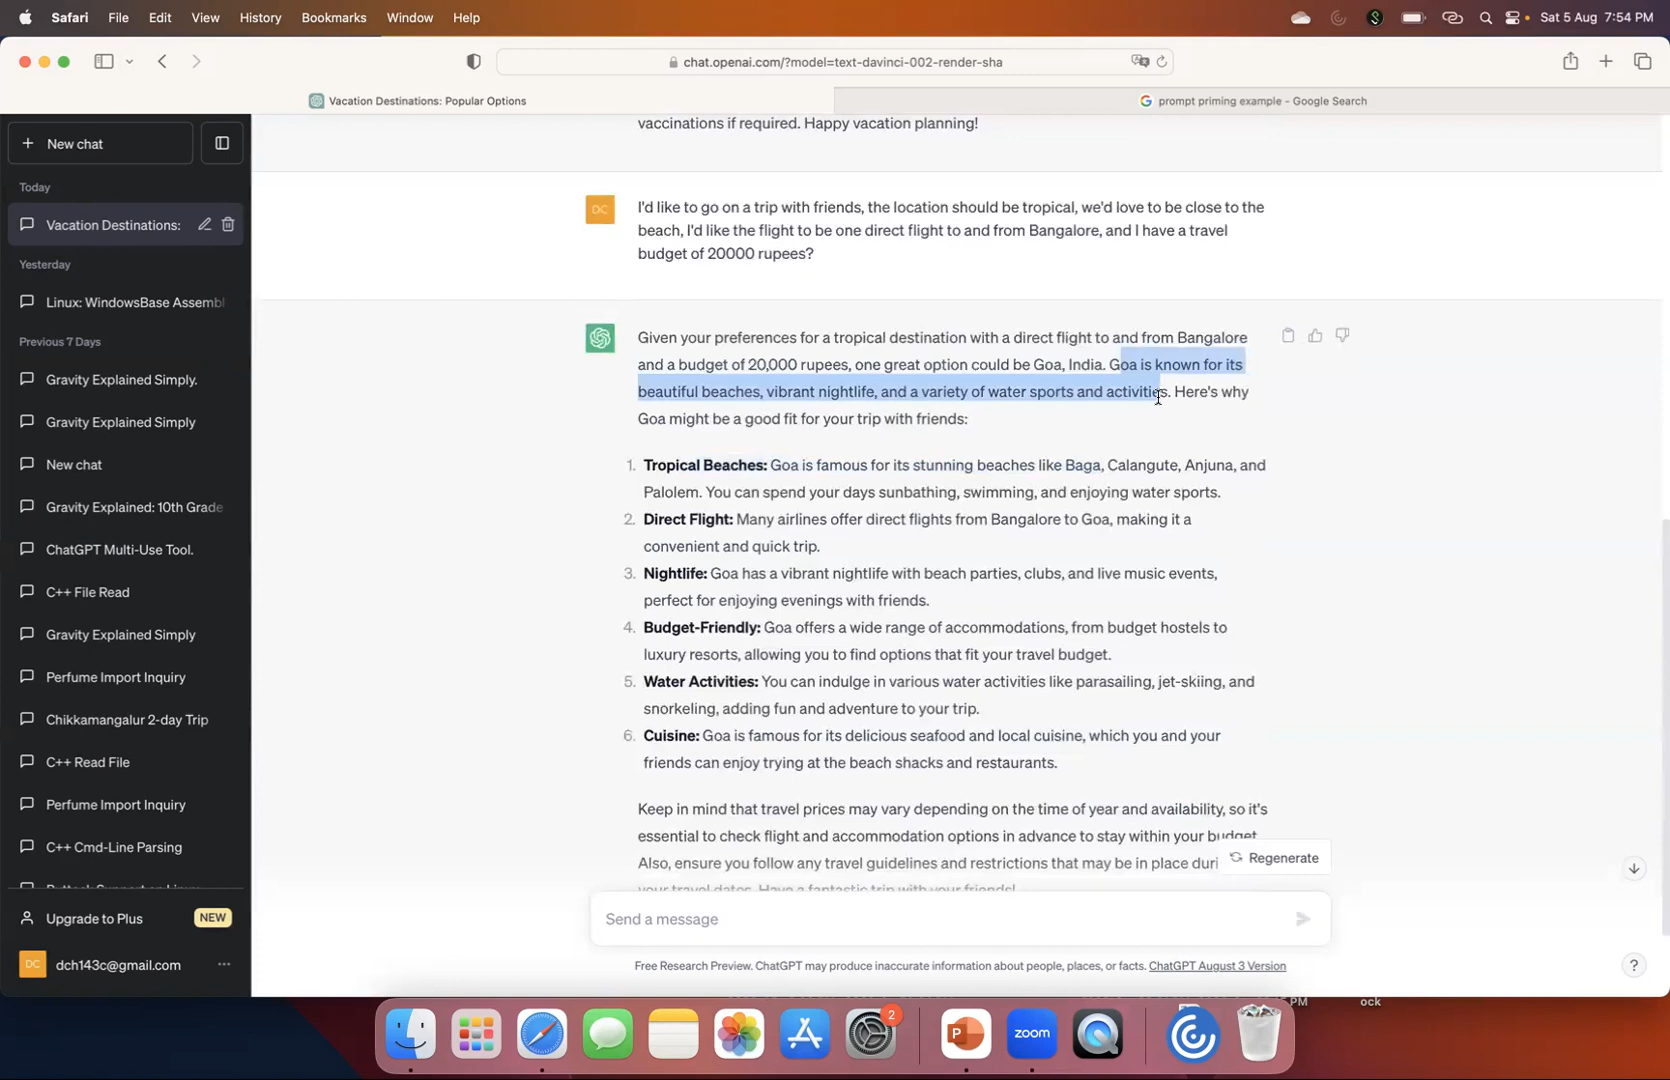 Safari File Edit View History Bookmarks Window Help Sat 5 Aug 7:54 PM
chat.openai.com/?model=text-davinci-002-render-sha
Vacation Destinations: Popular Options
prompt priming example - Google Search
New chat
Today
Vacation Destinations:
Yesterday
Linux: WindowsBase Assembl
Previous 7 Days
Gravity Explained Simply.
Gravity Explained Simply
New chat
Gravity Explained Simply
Gravity Explained: 10th Grade
ChatGPT Multi-Use Tool.
C++ File Read
Gravity Explained Simply
Perfume Import Inquiry
Chikkamangalur 2-day Trip
C++ Read File
Perfume Import Inquiry
C++ Cmd-Line Parsing
Upgrade to Plus NEW
DC dch143c@gmail.com
vaccinations if required. Happy vacation planning!
DC
I'd like to go on a trip with friends, the location should be tropical, we'd love to be close to the
beach, I'd like the flight to be one direct flight to and from Bangalore, and I have a travel
budget of 20000 rupees?
Given your preferences for a tropical destination with a direct flight to and from Bangalore
and a budget of 20,000 rupees, one great option could be Goa, India. Goa is known for its
beautiful beaches, vibrant nightlife, and a variety of water sports and activities. Here's why
Goa might be a good fit for your trip with friends:
1. Tropical Beaches: Goa is famous for its stunning beaches like Baga, Calangute, Anjuna, and
Palolem. You can spend your days sunbathing, swimming, and enjoying water sports.
2. Direct Flight: Many airlines offer direct flights from Bangalore to Goa, making it a
convenient and quick trip.
3. Nightlife: Goa has a vibrant nightlife with beach parties, clubs, and live music events,
perfect for enjoying evenings with friends.
4. Budget-Friendly: Goa offers a wide range of accommodations, from budget hostels to
luxury resorts, allowing you to find options that fit your travel budget.
5. Water Activities: You can indulge in various water activities like parasailing, jet-skiing, and
snorkeling, adding fun and adventure to your trip.
6. Cuisine: Goa is famous for its delicious seafood and local cuisine, which you and your
friends can enjoy trying at the beach shacks and restaurants.
Keep in mind that travel prices may vary depending on the time of year and availability, so it's
essential to check flight and accommodation options in advance to stay within your budget.
Also, ensure you follow any travel guidelines and restrictions that may be in place duri
your travel dates. Have a fantastic trip with your friends!
Regenerate
Send a message
Free Research Preview. ChatGPT may produce inaccurate information about people, places, or facts. ChatGPT August 3 Version
?
PM
ock
2
P
zoom